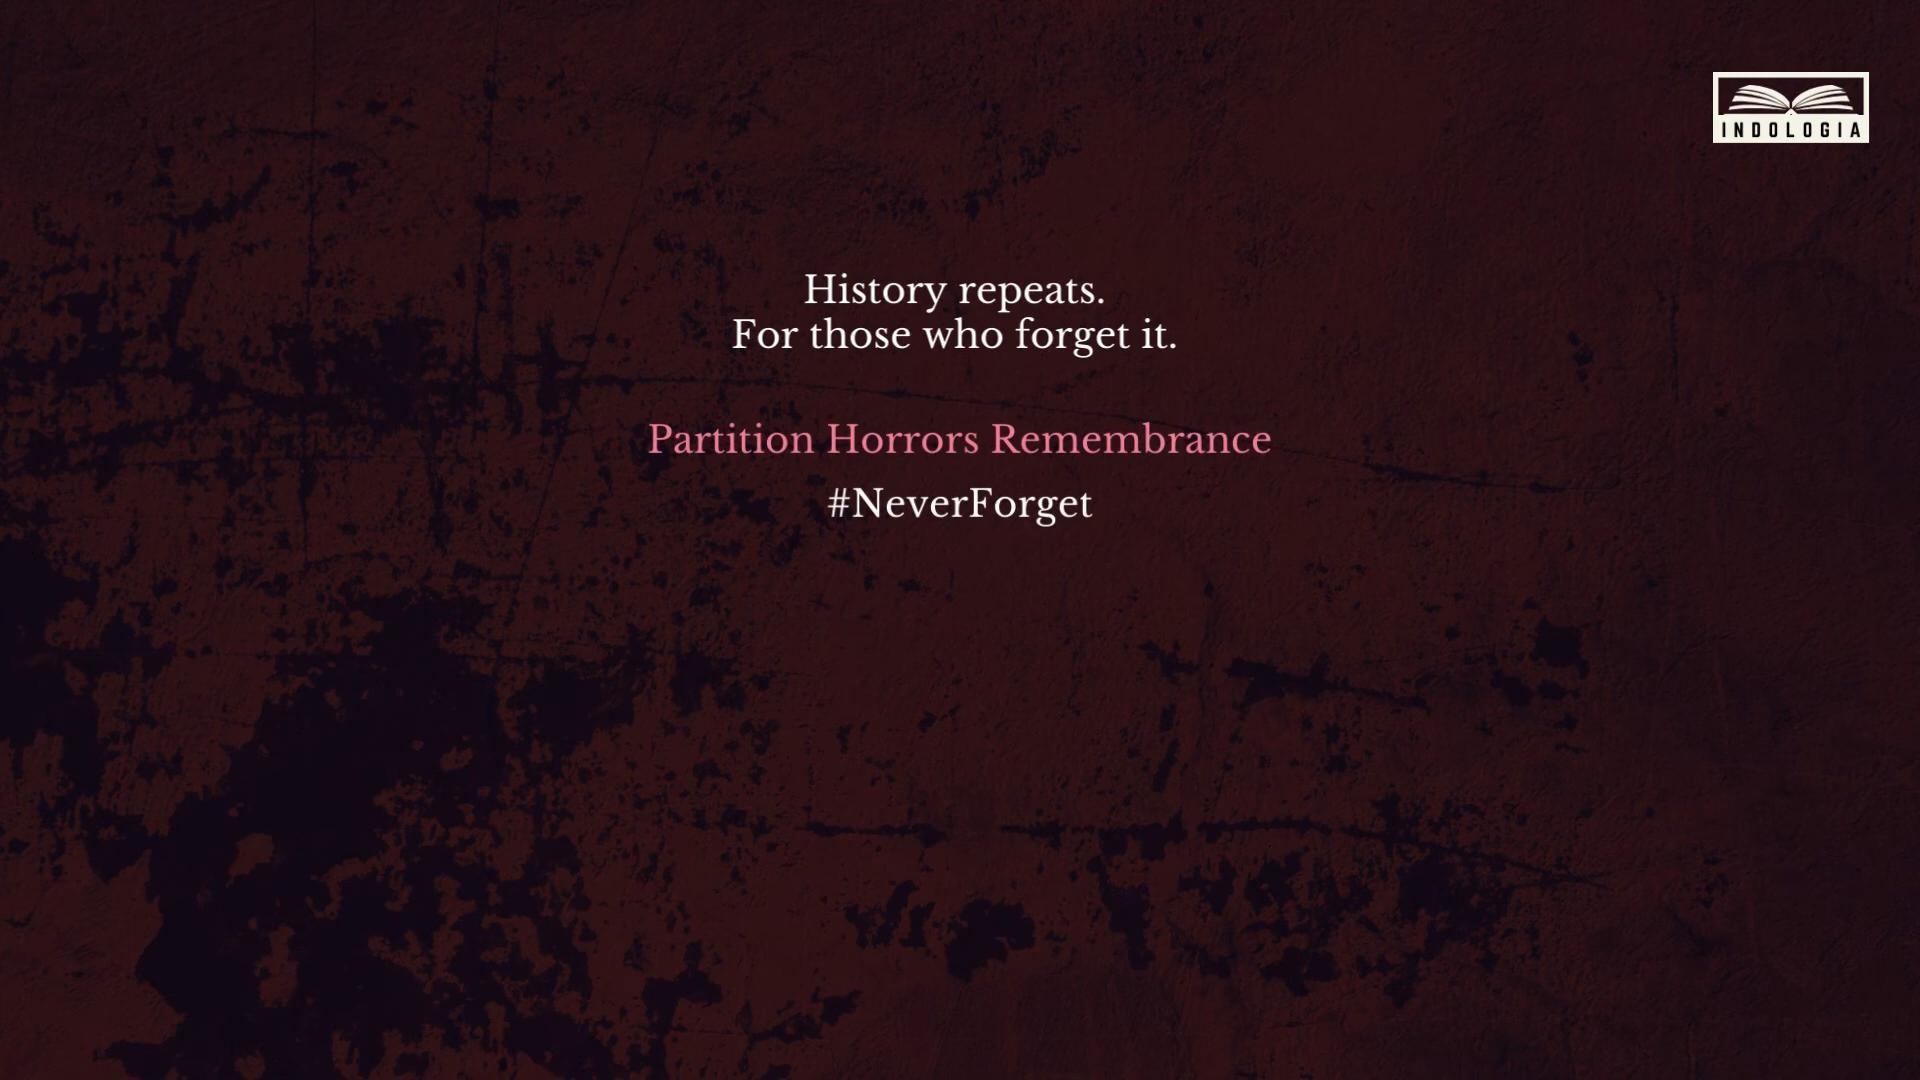 INDOLOGIA
History repeats.
For those who forget it.
Partition Horrors Remembrance
#NeverForget